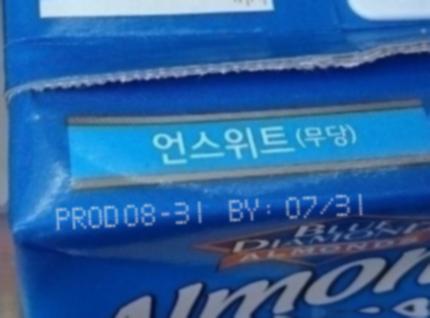 언스위트(무당)
PROD08-31 BY: 07/31
BLUE
DIAMOND
ALMONDS
Almon